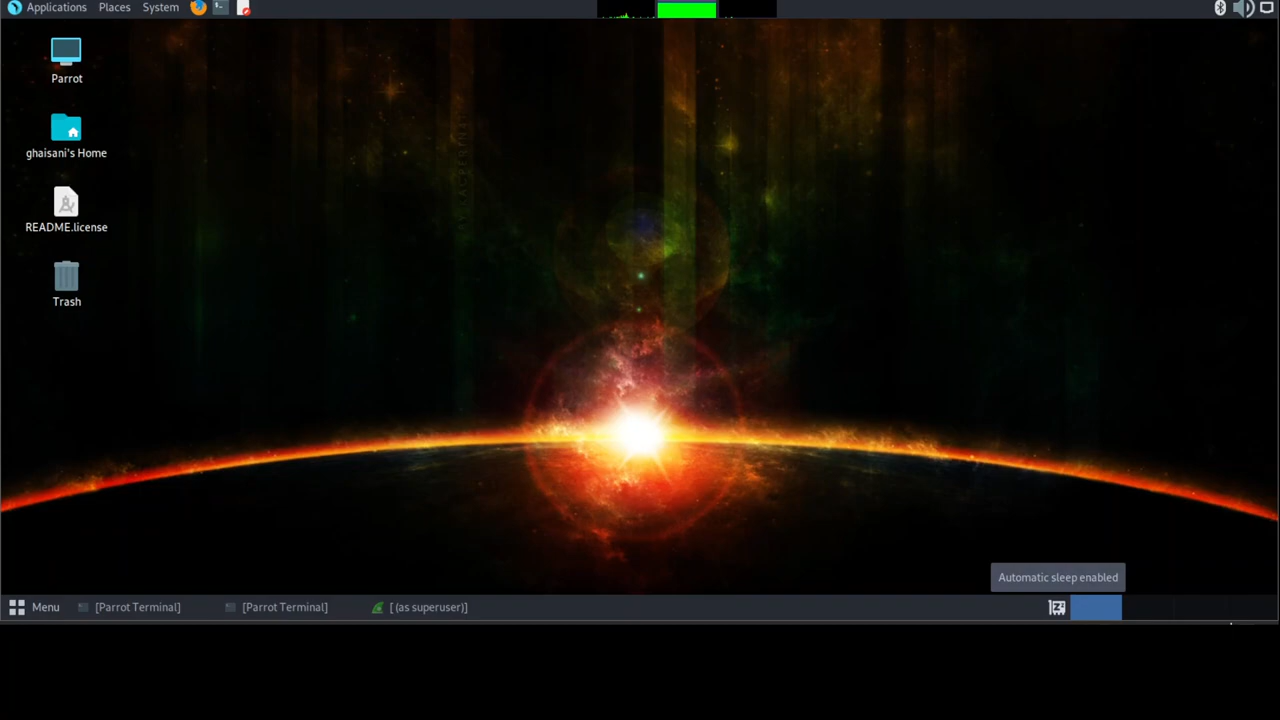 Applications Places System
Parrot
ghaisani's Home
README.license
Trash
Automatic sleep enabled
Menu [Parrot Terminal] [Parrot Terminal] [ (as superuser)]